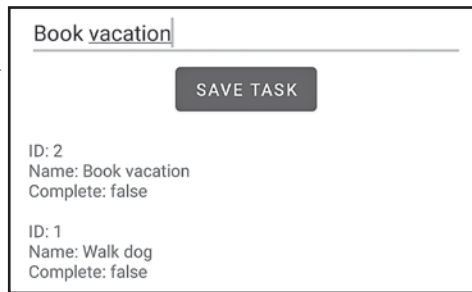 Book vacation
SAVE TASK
ID: 2
Name: Book vacation
Complete: false
ID: 1
Name: Walk dog
Complete: false